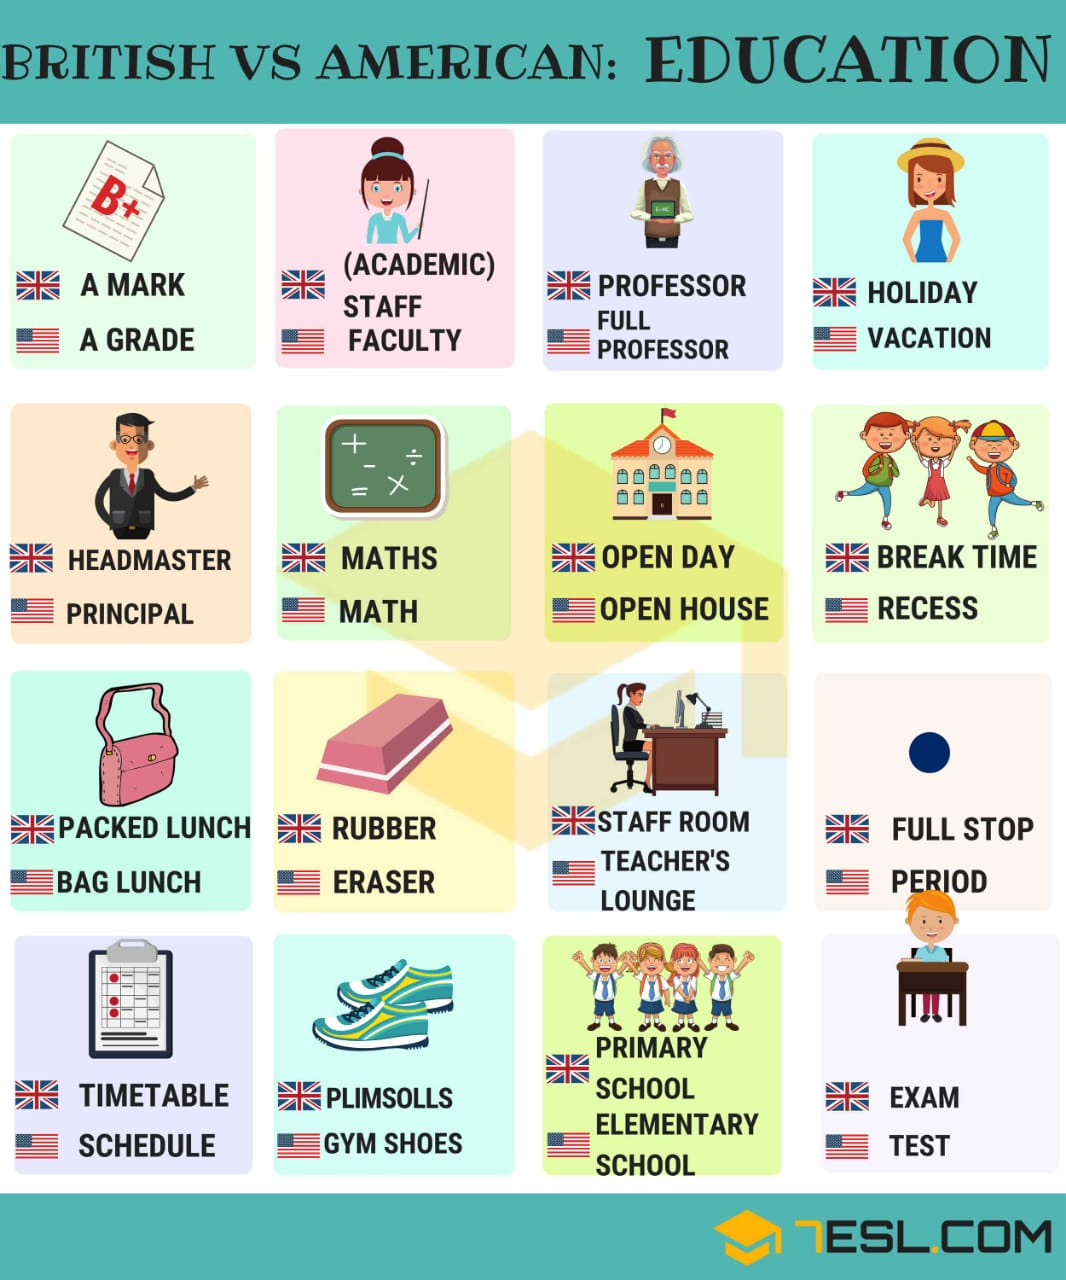 BRITISH VS AMERICAN: EDUCATION
B+
A MARK
A GRADE
(ACADEMIC)
STAFF
FACULTY
E=MC
PROFESSOR
FULL
PROFESSOR
HOLIDAY
VACATION
HEADMASTER
PRINCIPAL
+ - ÷ = ×
MATHS
MATH
OPEN DAY
OPEN HOUSE
BREAK TIME
RECESS
PACKED LUNCH
BAG LUNCH
RUBBER
ERASER
STAFF ROOM
TEACHER'S
LOUNGE
FULL STOP
PERIOD
TIMETABLE
SCHEDULE
PLIMSOLLS
GYM SHOES
PRIMARY
SCHOOL
ELEMENTARY
SCHOOL
EXAM
TEST
7ESL.COM